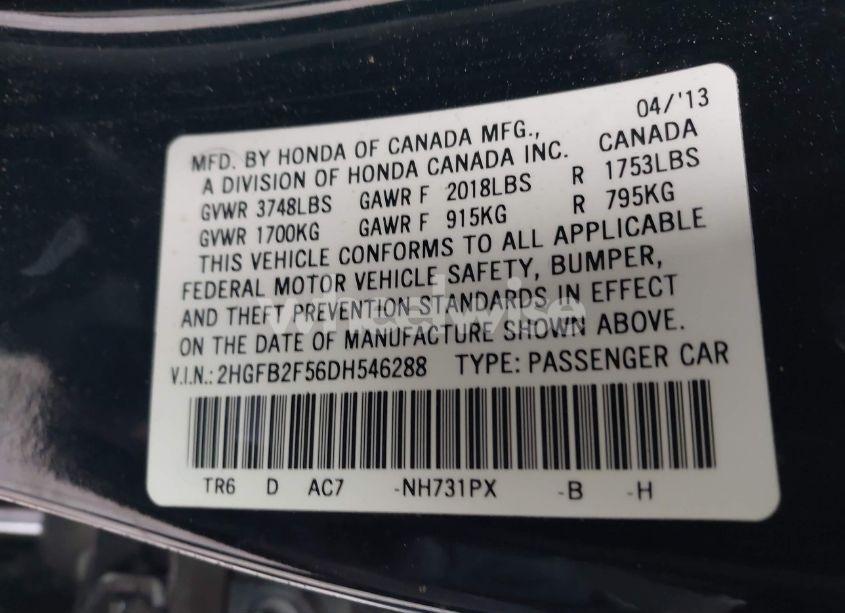 04/'13
MFD. BY HONDA OF CANADA MFG., CANADA
A DIVISION OF HONDA CANADA INC.
GVWR 3748LBS GAWR F 2018LBS R 1753LBS
GVWR 1700KG GAWR F 915KG R 795KG
THIS VEHICLE CONFORMS TO ALL APPLICABLE
FEDERAL MOTOR VEHICLE SAFETY, BUMPER,
AND THEFT PREVENTION STANDARDS IN EFFECT
ON THE DATE OF MANUFACTURE SHOWN ABOVE.
V.I.N.: 2HGFB2F56DH546288 TYPE: PASSENGER CAR
TR6 D AC7 -NH731PX -B -H
wheelwise